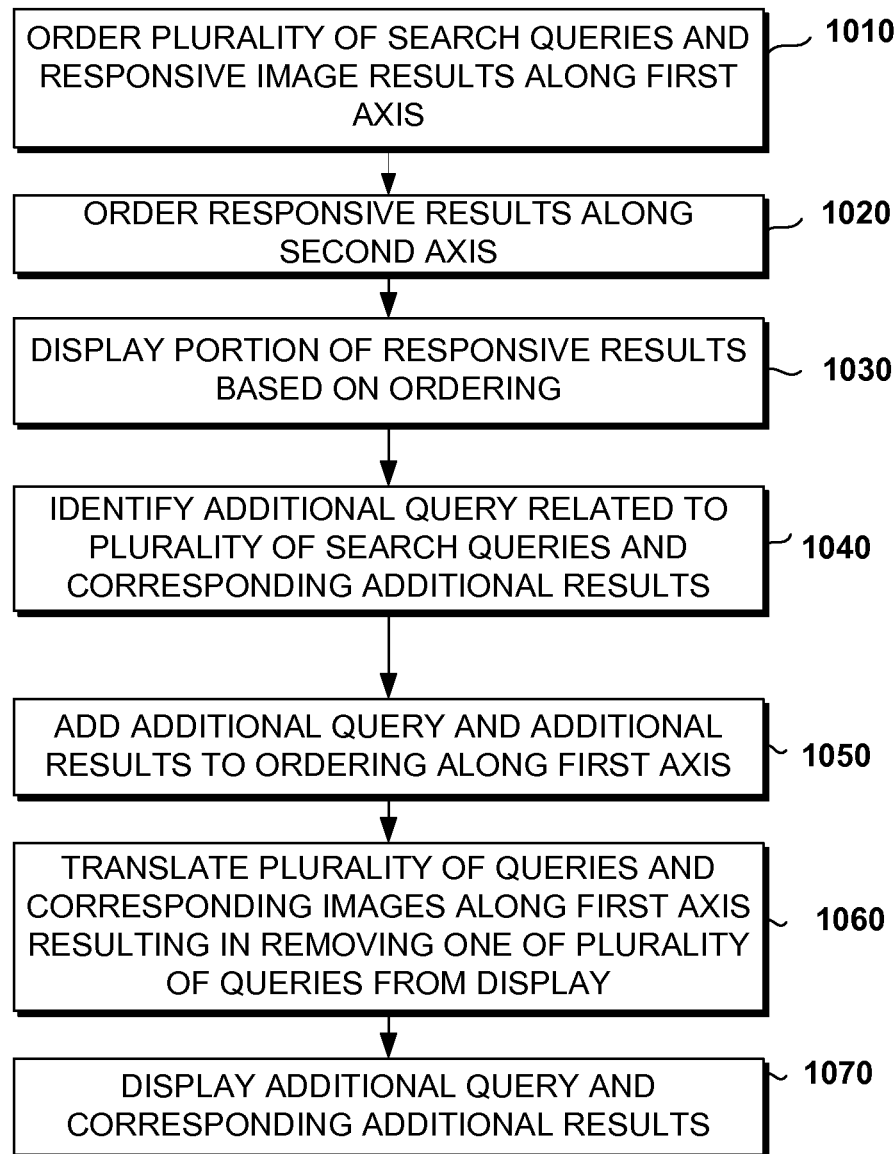 ORDER PLURALITY OF SEARCH QUERIES AND
RESPONSIVE IMAGE RESULTS ALONG FIRST
AXIS
1010
ORDER RESPONSIVE RESULTS ALONG
SECOND AXIS
1020
DISPLAY PORTION OF RESPONSIVE RESULTS
BASED ON ORDERING
1030
IDENTIFY ADDITIONAL QUERY RELATED TO
PLURALITY OF SEARCH QUERIES AND
CORRESPONDING ADDITIONAL RESULTS
1040
ADD ADDITIONAL QUERY AND ADDITIONAL
RESULTS TO ORDERING ALONG FIRST AXIS
1050
TRANSLATE PLURALITY OF QUERIES AND
CORRESPONDING IMAGES ALONG FIRST AXIS
RESULTING IN REMOVING ONE OF PLURALITY
OF QUERIES FROM DISPLAY
1060
DISPLAY ADDITIONAL QUERY AND
CORRESPONDING ADDITIONAL RESULTS
1070